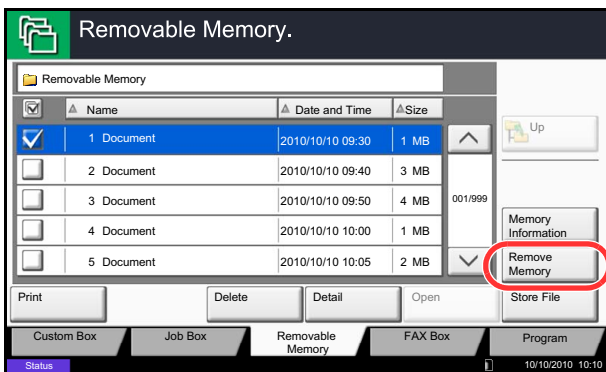 Removable Memory.
Removable Memory
Name Date and Time Size
1 Document 2010/10/10 09:30 1 MB
2 Document 2010/10/10 09:40 3 MB
3 Document 2010/10/10 09:50 4 MB
4 Document 2010/10/10 10:00 1 MB
5 Document 2010/10/10 10:05 2 MB
001/999
Up
Memory
Information
Remove
Memory
Print Delete Detail Open Store File
Custom Box Job Box Removable
Memory FAX Box Program
Status 10/10/2010 10:10